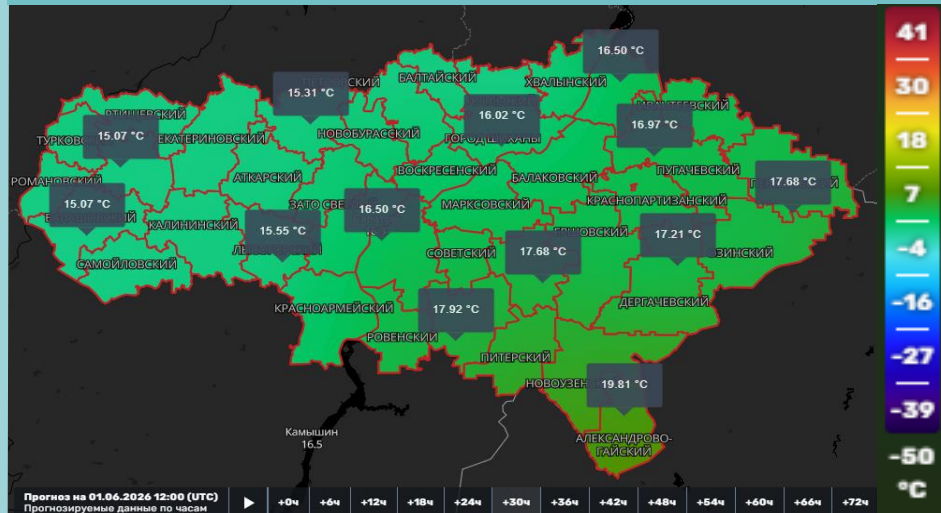 16.50 °C
41
БАЛТАЙСКИЙ
ХВАЛЫНСКИЙ
15.31 °C
30
16.02 °C
16.97 °C
РТИЩЕВСКИЙ
15.07 °C
ЕКАТЕРИНОВСКИЙ
НОВОБУРАССКИЙ
18
ВОСКРЕСЕНСКИЙ
ПУГАЧЕВСКИЙ
РОМАНОВСКИЙ
АТКАРСКИЙ
БАЛАКОВСКИЙ
17.68 °C
7
15.07 °C
ЗАТО
16.50 °C
МАРКСОВСКИЙ
КРАСНОПАРТИЗАНСКИЙ
КАЛИНИНСКИЙ
15.55 °C
17.21 °C
СОВЕТСКИЙ
17.68 °C
-4
САМОЙЛОВСКИЙ
КРАСНОАРМЕЙСКИЙ
17.92 °C
ДЕРГАЧЕВСКИЙ
-16
РОВЕНСКИЙ
ПИТЕРСКИЙ
-27
19.81 °C
-39
Камышин
16.5
АЛЕКСАНДРОВО-
ГАЙСКИЙ
-50
°C
Прогноз на 01.06.2026 12:00 (UTC)
Прогнозируемые данные по часам
+0ч +6ч +12ч +18ч +24ч +30ч +36ч +42ч +48ч +54ч +60ч +66ч +72ч